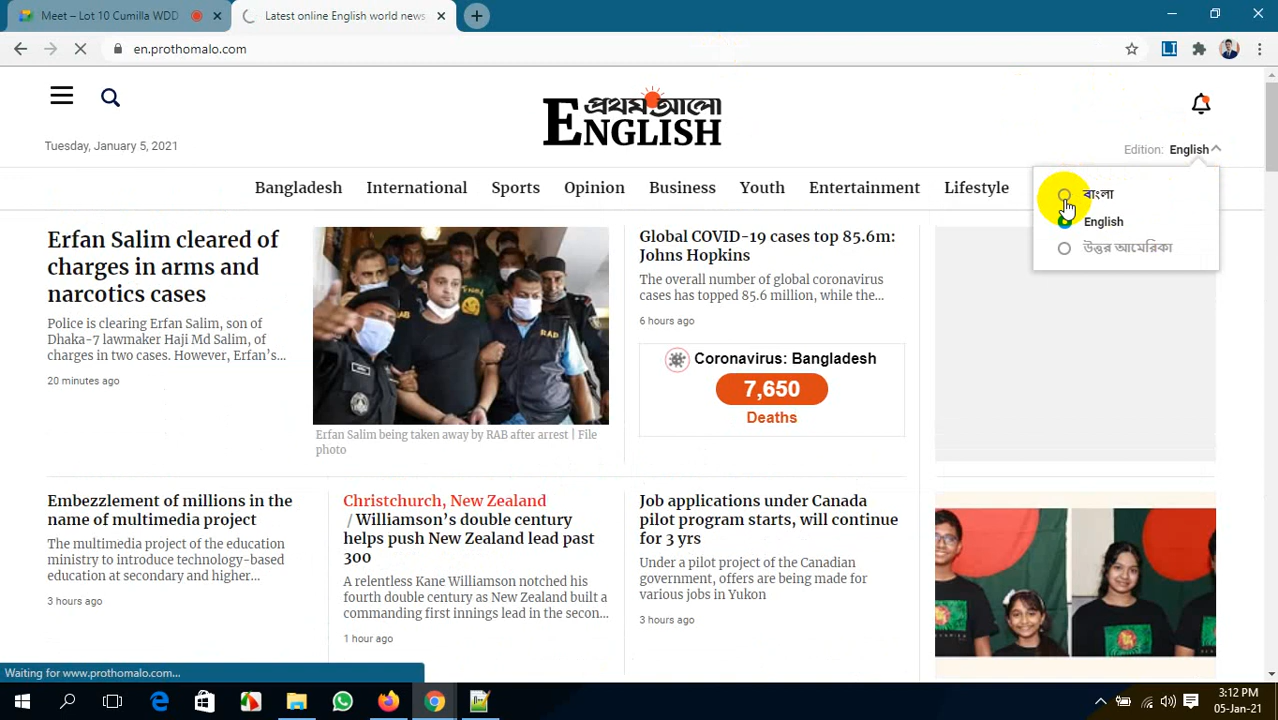 Meet – Lot 10 Cumilla WDD
Latest online English world news
en.prothomalo.com
প্রথম আলো
ENGLISH
Tuesday, January 5, 2021
Edition: English
Bangladesh International Sports Opinion Business Youth Entertainment Lifestyle
বাংলা
English
উত্তর আমেরিকা
Erfan Salim cleared of
charges in arms and
narcotics cases
Police is clearing Erfan Salim, son of
Dhaka-7 lawmaker Haji Md Salim, of
charges in two cases. However, Erfan’s...
20 minutes ago
RAB
Erfan Salim being taken away by RAB after arrest | File
photo
Global COVID-19 cases top 85.6m:
Johns Hopkins
The overall number of global coronavirus
cases has topped 85.6 million, while the...
6 hours ago
Coronavirus: Bangladesh
7,650
Deaths
Embezzlement of millions in the
name of multimedia project
The multimedia project of the education
ministry to introduce technology-based
education at secondary and higher...
3 hours ago
Christchurch, New Zealand
/ Williamson’s double century
helps push New Zealand lead past
300
A relentless Kane Williamson notched his
fourth double century as New Zealand built a
commanding first innings lead in the secon...
1 hour ago
Job applications under Canada
pilot program starts, will continue
for 3 yrs
Under a pilot project of the Canadian
government, offers are being made for
various jobs in Yukon
3 hours ago
Waiting for www.prothomalo.com...
3:12 PM
05-Jan-21